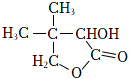 CH₃
H₃C CHOH
H₂C O
O